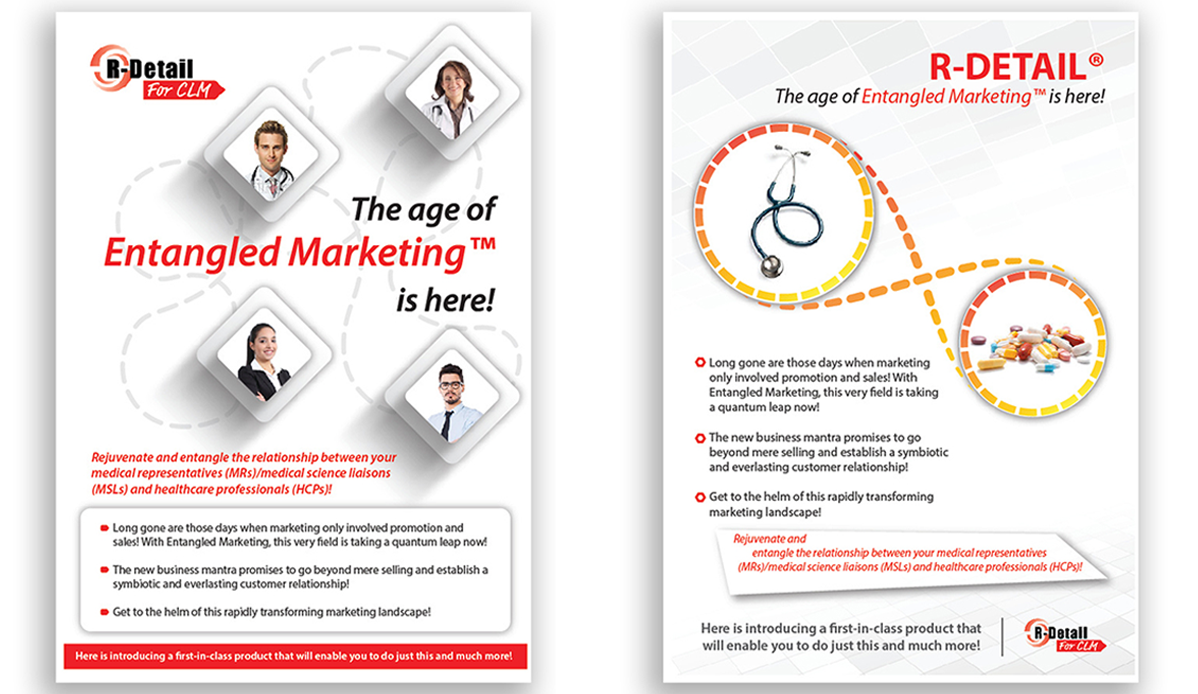 R-Detail
For CLM
The age of
Entangled Marketing™
is here!
Rejuvenate and entangle the relationship between your
medical representatives (MRs)/medical science liaisons
(MSLs) and healthcare professionals (HCPs)!
Long gone are those days when marketing only involved promotion and
sales! With Entangled Marketing, this very field is taking a quantum leap now!
The new business mantra promises to go beyond mere selling and establish a
symbiotic and everlasting customer relationship!
Get to the helm of this rapidly transforming marketing landscape!
Here is introducing a first-in-class product that will enable you to do just this and much more!
R-DETAIL®
The age of Entangled Marketing™ is here!
Long gone are those days when marketing
only involved promotion and sales! With
Entangled Marketing, this very field is taking
a quantum leap now!
The new business mantra promises to go
beyond mere selling and establish a symbiotic
and everlasting customer relationship!
Get to the helm of this rapidly transforming
marketing landscape!
Rejuvenate and
entangle the relationship between your medical representatives
(MRs)/medical science liaisons (MSLs) and healthcare professionals (HCPs)!
Here is introducing a first-in-class product that
will enable you to do just this and much more!
R-Detail
For CLM